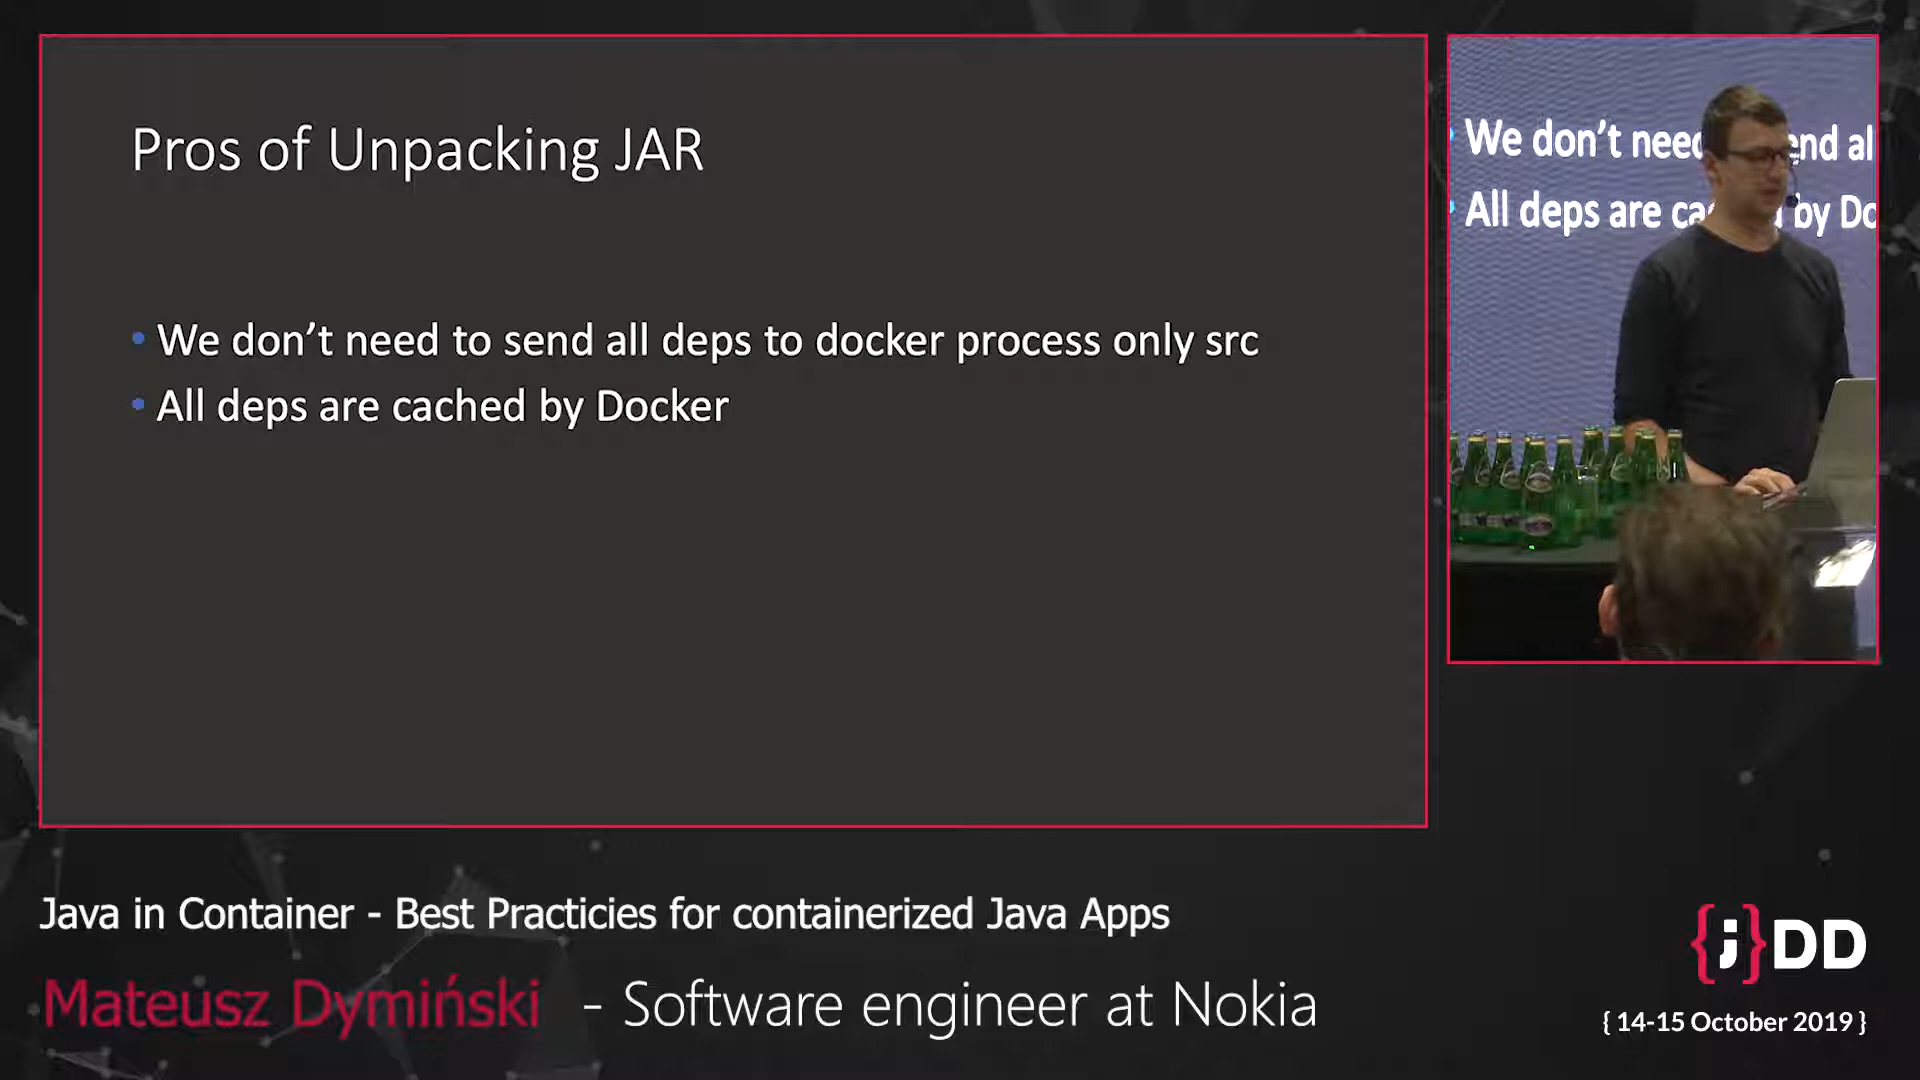 Pros of Unpacking JAR
• We don't need to send all deps to docker process only src
• All deps are cached by Docker
We don't need end al
All deps are ca by Do
Java in Container - Best Practicies for containerized Java Apps
Mateusz Dymiński - Software engineer at Nokia
{;}DD
{ 14-15 October 2019 }